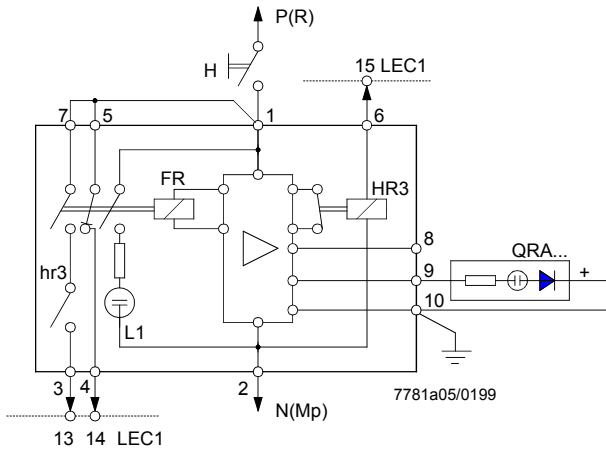 P(R)
H
15 LEC1
7 5 1 6
FR HR3
8
QRA...
9 +
hr3
10
L1
3 4 2
7781a05/0199
N(Mp)
13 14 LEC1